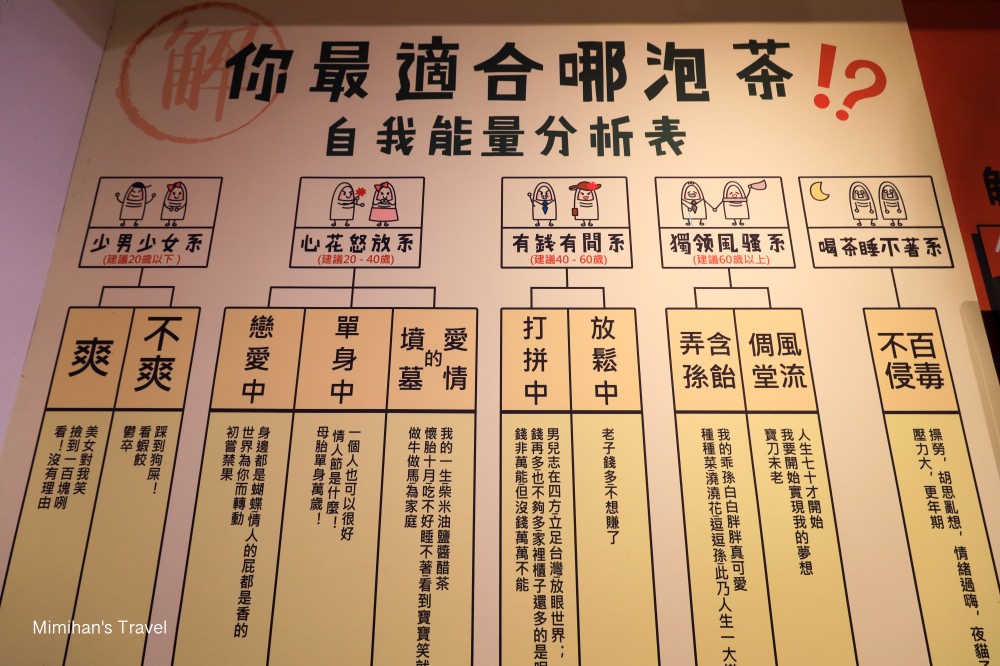 解
你最適合哪泡茶!?
自我能量分析表
少男少女系
(建議20歲以下)
心花怒放系
(建議20-40歲)
有錢有閒系
(建議40-60歲)
獨領風騷系
(建議60歲以上)
喝茶睡不著系
爽
不爽
戀愛中
單身中
愛情的墳墓
打拼中
放鬆中
含飴弄孫
風流倜堂
百毒不侵
美女對我笑
撿到一百塊咧
看!沒有理由
踩到狗屎!
看蝦餃
鬱卒
身邊都是蝴蝶情人的屁都是香的
世界為你而轉動
初嘗禁果
一個人也可以很好
情人節是什麼!
母胎單身萬歲!
我的一生柴米油鹽醬醋茶
懷胎十月吃不好睡不著看到寶寶笑就
做牛做馬為家庭
男兒志在四方立足台灣放眼世界;
錢再多也不夠多家裡櫃子還多的是
錢非萬能但沒錢萬萬不能
老子錢多不想賺了
我的乖孫白白胖胖真可愛
種種菜澆澆花逗逗孫此乃人生一大
人生七十才開始
我要開始實現我的夢想
寶刀未老
操勞,胡思亂想,情緒過嗨,夜貓子
壓力大,更年期
Mimihan's Travel